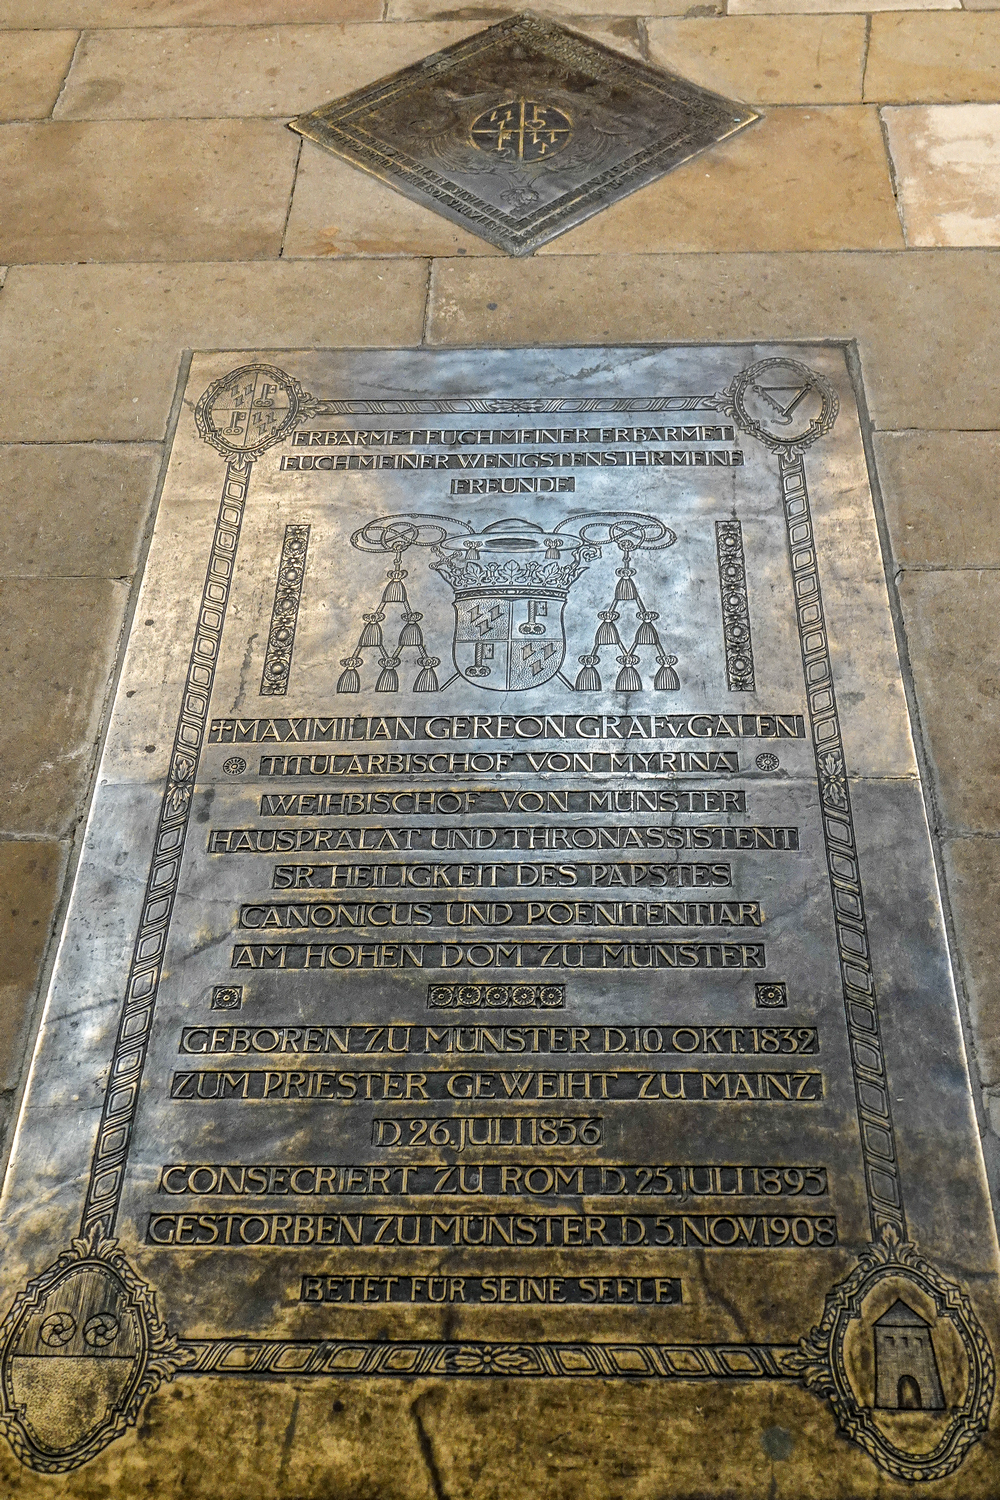 ERBARMET EUCH MEINER ERBARMET
EUCH MEINER WENIGSTENS IHR MEINE
FREUNDE!
✝MAXIMILIAN GEREON GRAF v. GALEN
TITULARBISCHOF VON MYRINA
WEIHBISCHOF VON MÜNSTER
HAUSPRÄLAT UND THRONASSISTENT
SR. HEILIGKEIT DES PAPSTES
CANONICUS UND POENITENTIAR
AM HOHEN DOM ZU MÜNSTER
GEBOREN ZU MÜNSTER D. 10. OKT. 1832
ZUM PRIESTER GEWEIHT ZU MAINZ
D. 26. JULI 1856
CONSECRIERT ZU ROM D. 25. JULI 1895
GESTORBEN ZU MÜNSTER D. 5. NOV. 1908
BETET FÜR SEINE SEELE